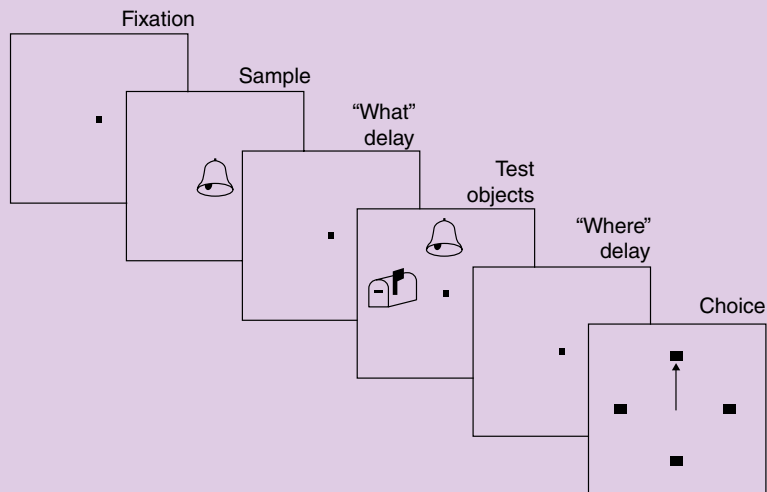 Fixation
Sample
“What”
delay
Test
objects
“Where”
delay
Choice